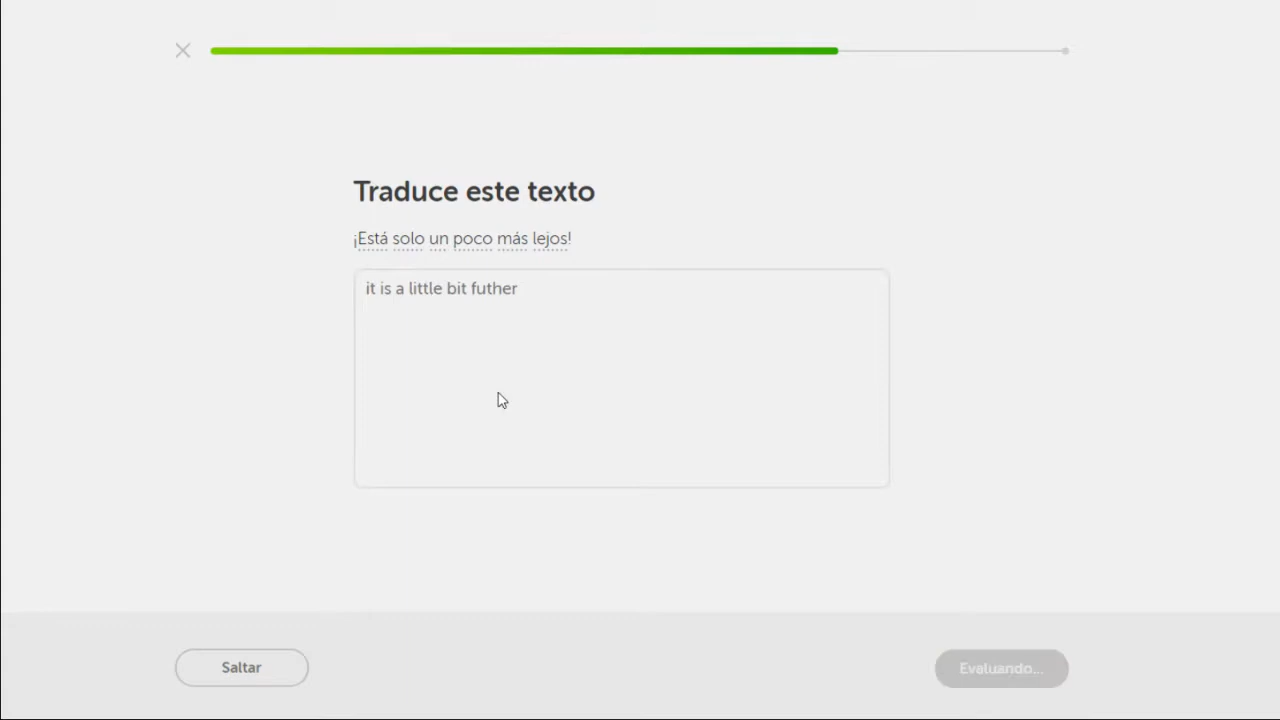 Traduce este texto
¡Está solo un poco más lejos!
it is a little bit futher
Saltar
Evaluando...